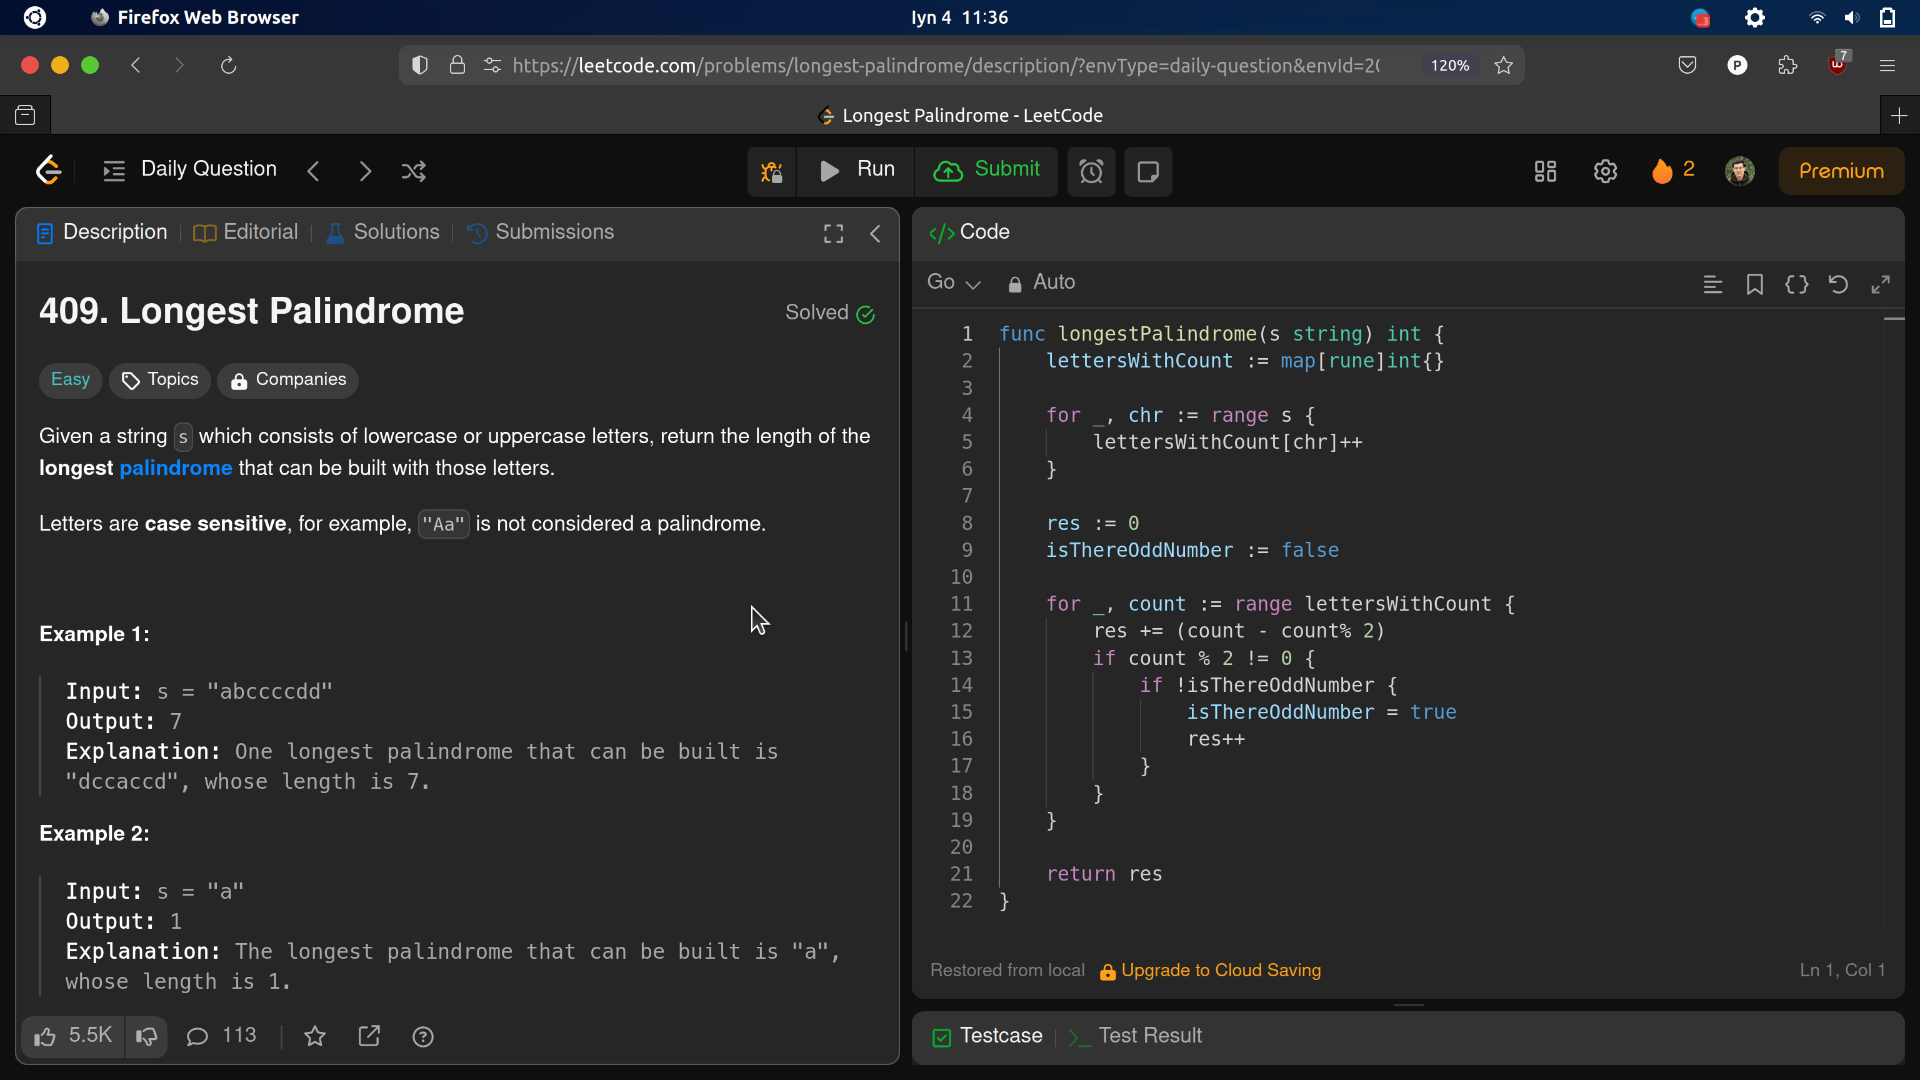 Firefox Web Browser
Iyn 4 11:36
3
https://leetcode.com/problems/longest-palindrome/description/?envType=daily-question&envId=20
120%
P
7
Longest Palindrome - LeetCode
Daily Question
Run
Submit
2
Premium
Description
Editorial
Solutions
Submissions
409. Longest Palindrome
Solved
Easy
Topics
Companies
Given a string s which consists of lowercase or uppercase letters, return the length of the
longest palindrome that can be built with those letters.
Letters are case sensitive, for example, "Aa" is not considered a palindrome.
Example 1:
Input: s = "abccccdd"
Output: 7
Explanation: One longest palindrome that can be built is
"dccaccd", whose length is 7.
Example 2:
Input: s = "a"
Output: 1
Explanation: The longest palindrome that can be built is "a",
whose length is 1.
5.5K
113
Code
Go
Auto
1 func longestPalindrome(s string) int {
2 lettersWithCount := map[rune]int{}
3
4 for _, chr := range s {
5 lettersWithCount[chr]++
6 }
7
8 res := 0
9 isThereOddNumber := false
10
11 for _, count := range lettersWithCount {
12 res += (count - count% 2)
13 if count % 2 != 0 {
14 if !isThereOddNumber {
15 isThereOddNumber = true
16 res++
17 }
18 }
19 }
20
21 return res
22 }
Restored from local
Upgrade to Cloud Saving
Ln 1, Col 1
Testcase
Test Result